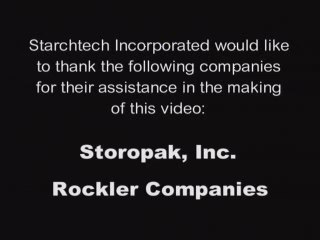 Starchtech Incorporated would like
to thank the following companies
for their assistance in the making
of this video:
Storopak, Inc.
Rockler Companies